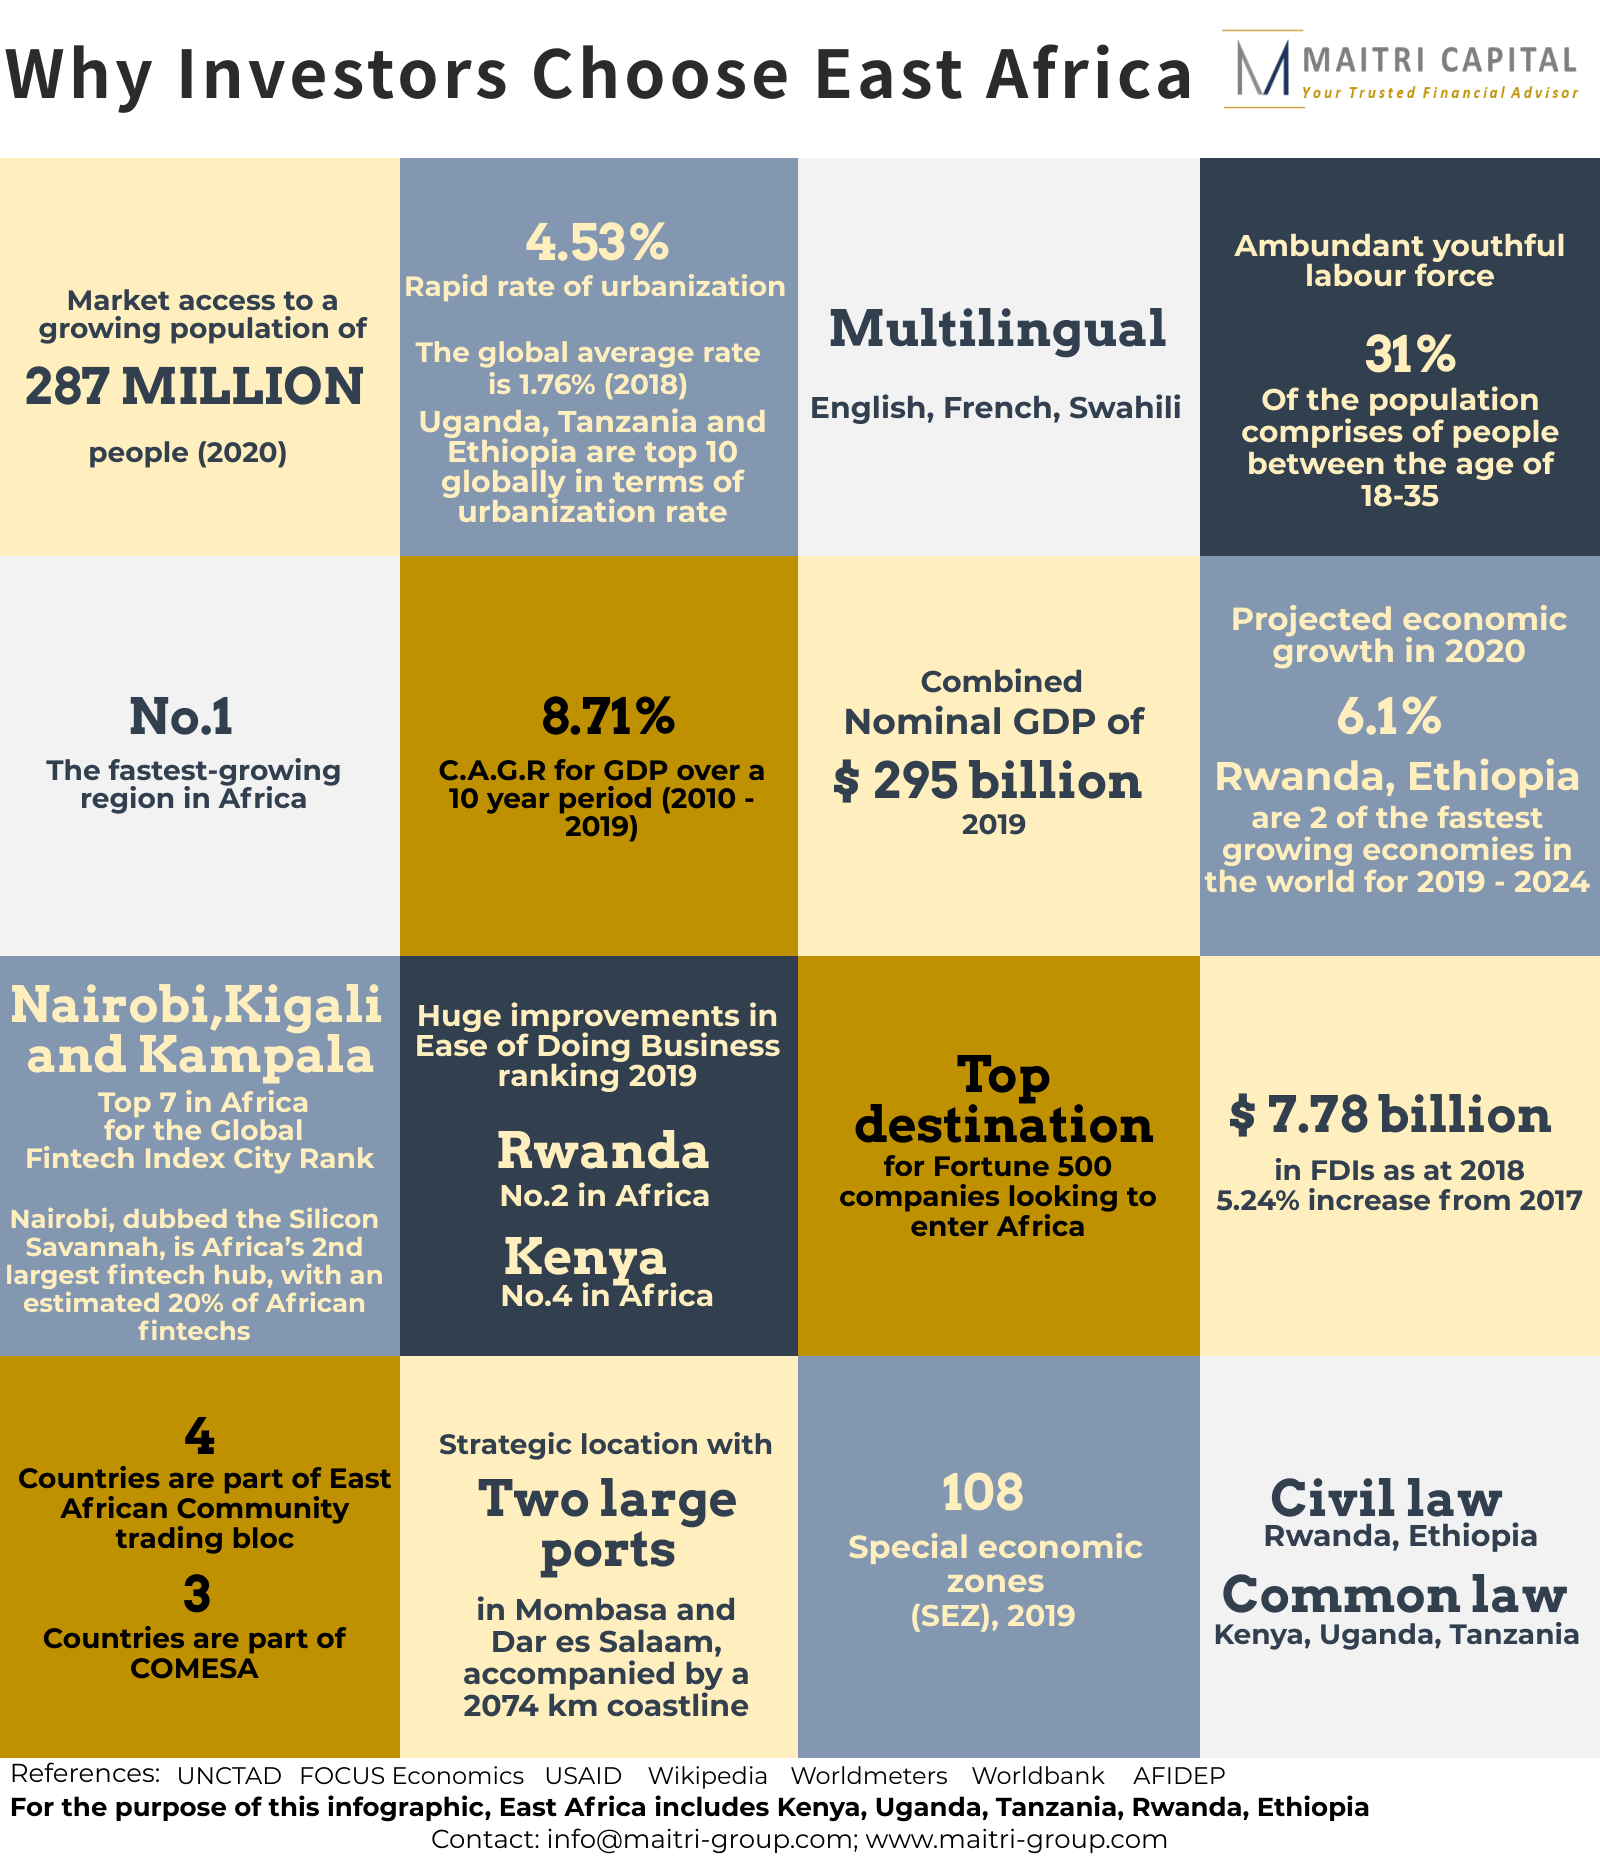 Why Investors Choose East Africa
MAITRI CAPITAL
Your Trusted Financial Advisor
Market access to a
growing population of
287 MILLION
people (2020)
4.53%
Rapid rate of urbanization
The global average rate
is 1.76% (2018)
Uganda, Tanzania and
Ethiopia are top 10
globally in terms of
urbanization rate
Multilingual
English, French, Swahili
Ambundant youthful
labour force
31%
Of the population
comprises of people
between the age of
18-35
No.1
The fastest-growing
region in Africa
8.71%
C.A.G.R for GDP over a
10 year period (2010 -
2019)
Combined
Nominal GDP of
$ 295 billion
2019
Projected economic
growth in 2020
6.1%
Rwanda, Ethiopia
are 2 of the fastest
growing economies in
the world for 2019 - 2024
Nairobi,Kigali
and Kampala
Top 7 in Africa
for the Global
Fintech Index City Rank
Nairobi, dubbed the Silicon
Savannah, is Africa’s 2nd
largest fintech hub, with an
estimated 20% of African
fintechs
Huge improvements in
Ease of Doing Business
ranking 2019
Rwanda
No.2 in Africa
Kenya
No.4 in Africa
Top
destination
for Fortune 500
companies looking to
enter Africa
$ 7.78 billion
in FDIs as at 2018
5.24% increase from 2017
4
Countries are part of East
African Community
trading bloc
3
Countries are part of
COMESA
Strategic location with
Two large
ports
in Mombasa and
Dar es Salaam,
accompanied by a
2074 km coastline
108
Special economic
zones
(SEZ), 2019
Civil law
Rwanda, Ethiopia
Common law
Kenya, Uganda, Tanzania
References: UNCTAD FOCUS Economics USAID Wikipedia Worldmeters Worldbank AFIDEP
For the purpose of this infographic, East Africa includes Kenya, Uganda, Tanzania, Rwanda, Ethiopia
Contact: info@maitri-group.com; www.maitri-group.com